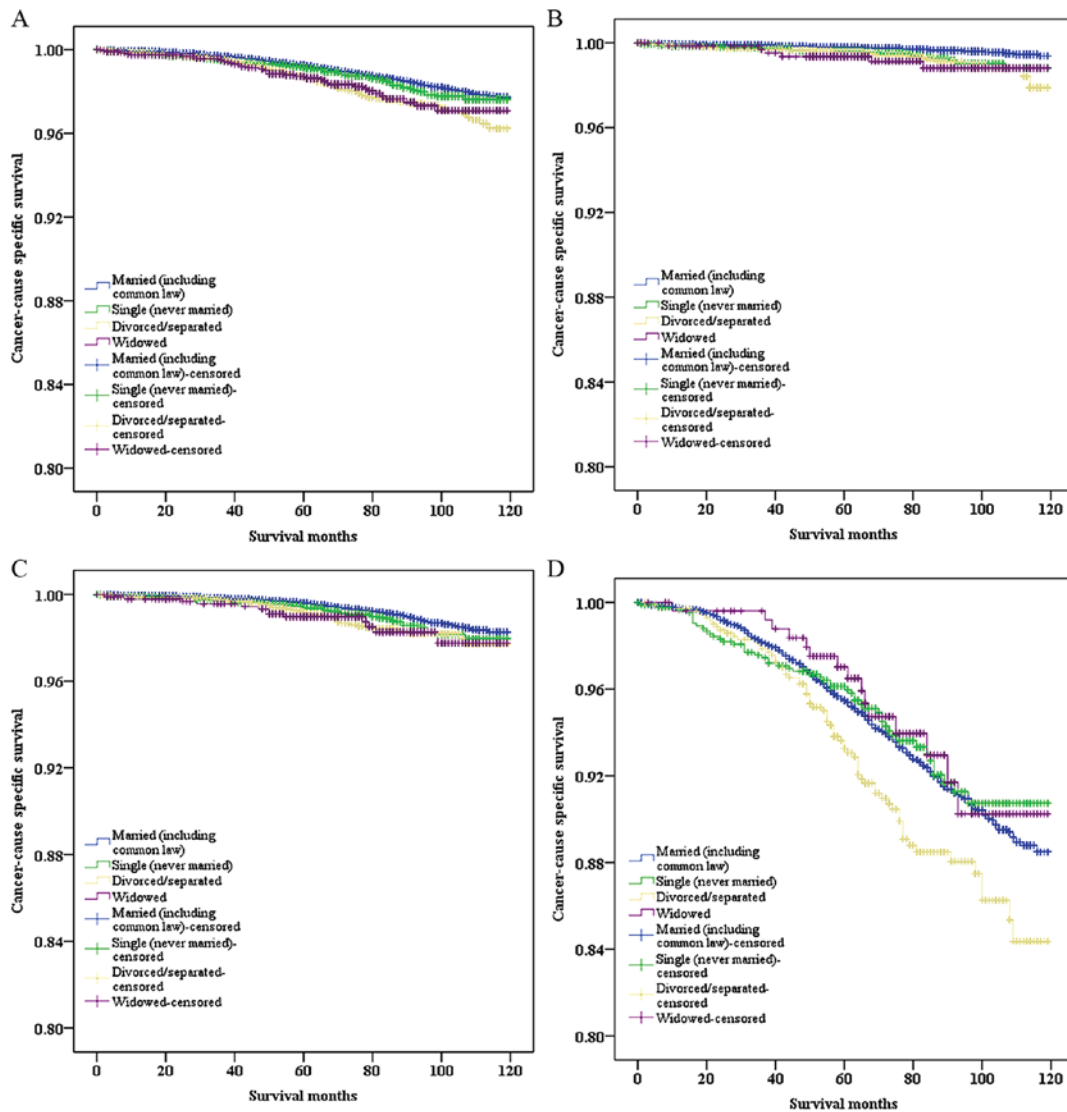 A
1.00
0.96
0.92
0.88
0.84
0.80
Cancer-cause specific survival
Married (including
common law)
Single (never married)
Divorced/separated
Widowed
Married (including
common law)-censored
Single (never married)-
censored
Divorced/separated-
censored
Widowed-censored
0 20 40 60 80 100 120
Survival months
B
1.00
0.96
0.92
0.88
0.84
0.80
Cancer-cause specific survival
Married (including
common law)
Single (never married)
Divorced/separated
Widowed
Married (including
common law)-censored
Single (never married)-
censored
Divorced/separated-
censored
Widowed-censored
0 20 40 60 80 100 120
Survival months
C
1.00
0.96
0.92
0.88
0.84
0.80
Cancer-cause specific survival
Married (including
common law)
Single (never married)
Divorced/separated
Widowed
Married (including
common law)-censored
Single (never married)-
censored
Divorced/separated-
censored
Widowed-censored
0 20 40 60 80 100 120
Survival months
D
1.00
0.96
0.92
0.88
0.84
0.80
Cancer-cause specific survival
Married (including
common law)
Single (never married)
Divorced/separated
Widowed
Married (including
common law)-censored
Single (never married)-
censored
Divorced/separated-
censored
Widowed-censored
0 20 40 60 80 100 120
Survival months